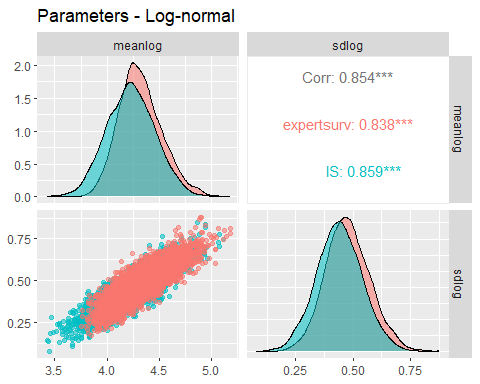 Parameters - Log-normal
meanlog
sdlog
2.0
1.5
1.0
0.5
0.0
Corr: 0.854***
expertsurv: 0.838***
IS: 0.859***
meanlog
0.75
0.50
0.25
sdlog
3.5
4.0
4.5
5.0
0.25
0.50
0.75